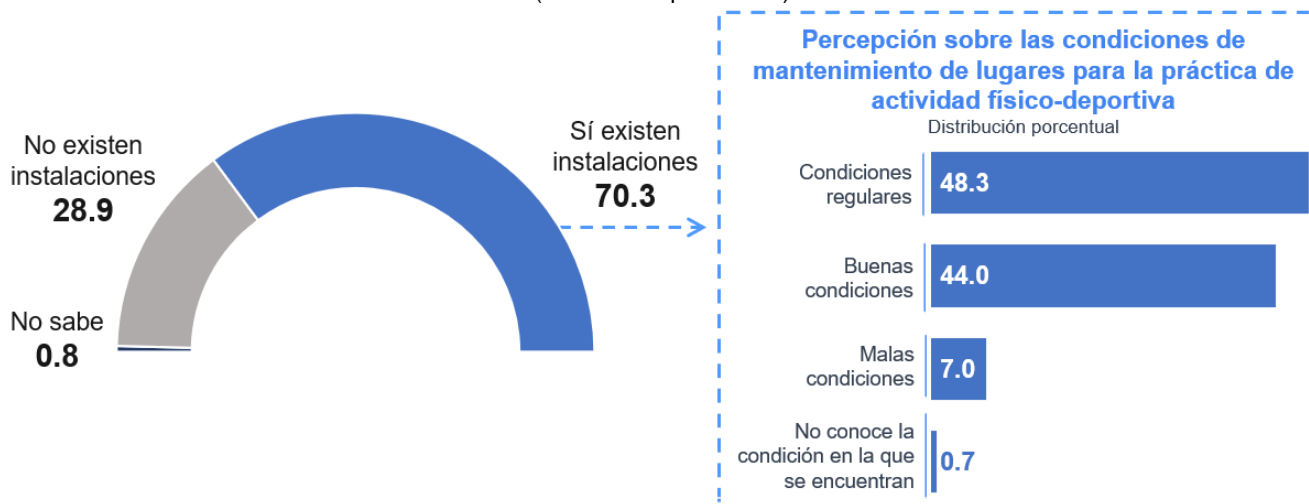 No existen
instalaciones
28.9
No sabe
0.8
Sí existen
instalaciones
70.3
Percepción sobre las condiciones de
mantenimiento de lugares para la práctica de
actividad físico-deportiva
Distribución porcentual
Condiciones
regulares
48.3
Buenas
condiciones
44.0
Malas
condiciones
7.0
No conoce la
condición en la que
se encuentran
0.7